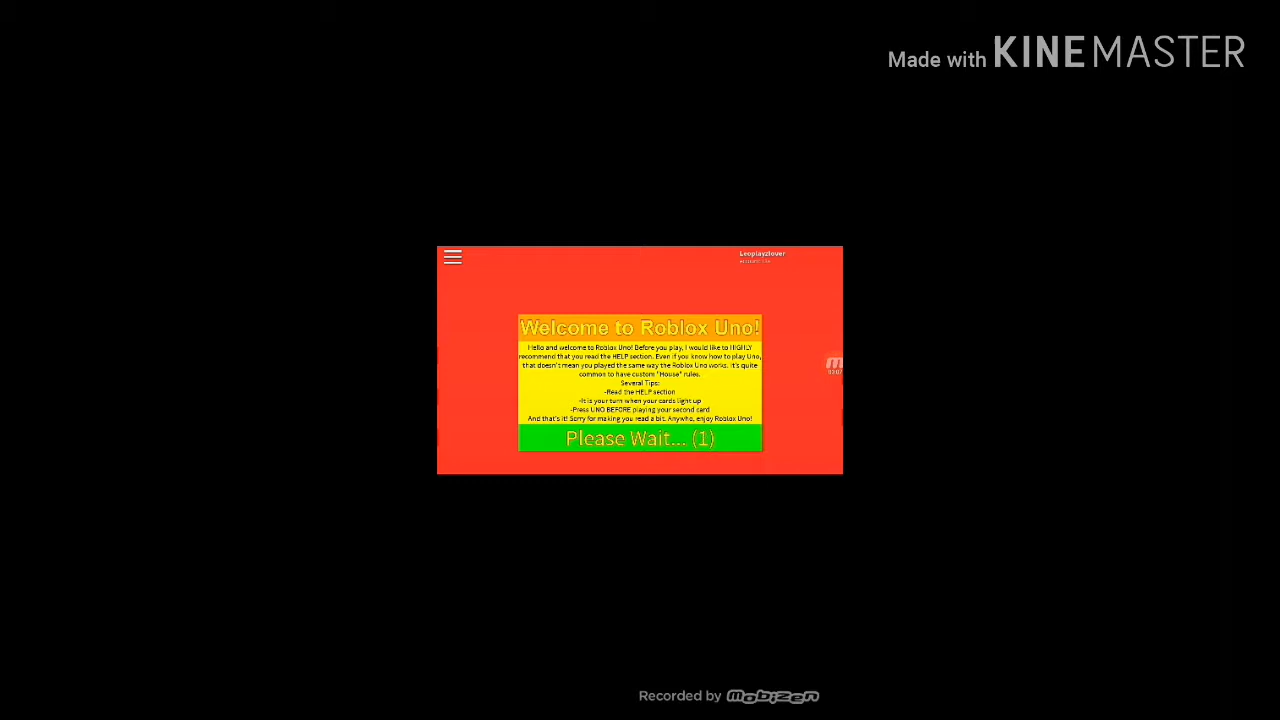 Made with KINEMASTER
Leoplayzlover
Welcome to Roblox Uno!
Hello and welcome to Roblox Uno! Before you play, I would like to HIGHLY
recommend that you read the HELP section. Even if you know how to play Uno,
that doesn't mean you played the same way the Roblox Uno works. It's quite
common to have custom "House" rules.
Several Tips:
-Read the HELP section
-It is your turn when your cards light up
-Press UNO BEFORE playing your second card
And that's it! Sorry for making you read a bit. Anywho, enjoy Roblox Uno!
Please Wait... (1)
Recorded by Mobizen